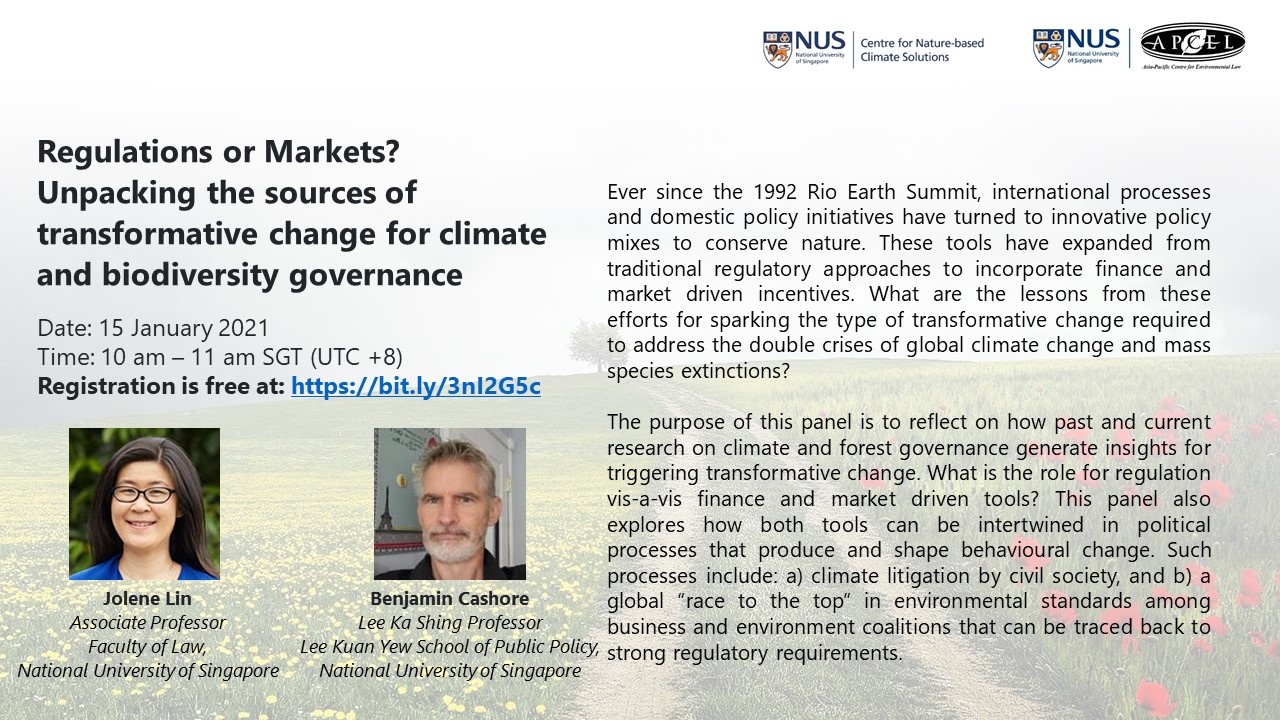 NUS
National University
of Singapore
Centre for Nature-based
Climate Solutions
NUS
National University
of Singapore
APCEL
Asia-Pacific Centre for Environmental Law
Regulations or Markets?
Unpacking the sources of
transformative change for climate
and biodiversity governance
Date: 15 January 2021
Time: 10 am – 11 am SGT (UTC +8)
Registration is free at: https://bit.ly/3nI2G5c
Jolene Lin
Associate Professor
Faculty of Law,
National University of Singapore
Benjamin Cashore
Lee Ka Shing Professor
Lee Kuan Yew School of Public Policy,
National University of Singapore
Ever since the 1992 Rio Earth Summit, international processes
and domestic policy initiatives have turned to innovative policy
mixes to conserve nature. These tools have expanded from
traditional regulatory approaches to incorporate finance and
market driven incentives. What are the lessons from these
efforts for sparking the type of transformative change required
to address the double crises of global climate change and mass
species extinctions?
The purpose of this panel is to reflect on how past and current
research on climate and forest governance generate insights for
triggering transformative change. What is the role for regulation
vis-a-vis finance and market driven tools? This panel also
explores how both tools can be intertwined in political
processes that produce and shape behavioural change. Such
processes include: a) climate litigation by civil society, and b) a
global “race to the top” in environmental standards among
business and environment coalitions that can be traced back to
strong regulatory requirements.